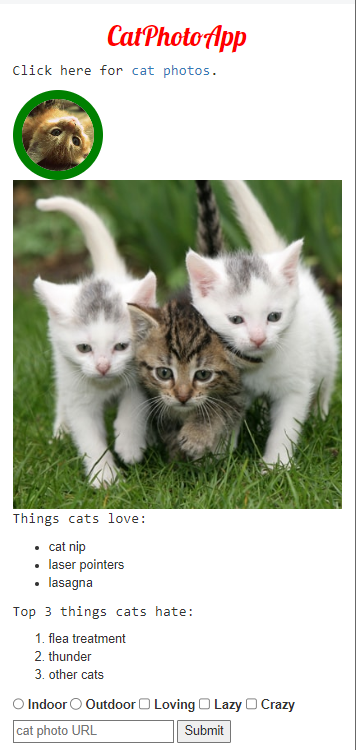 CatPhotoApp
Click here for cat photos.
Things cats love:
cat nip
laser pointers
lasagna
Top 3 things cats hate:
1. flea treatment
2. thunder
3. other cats
Indoor Outdoor Loving Lazy Crazy
cat photo URL Submit